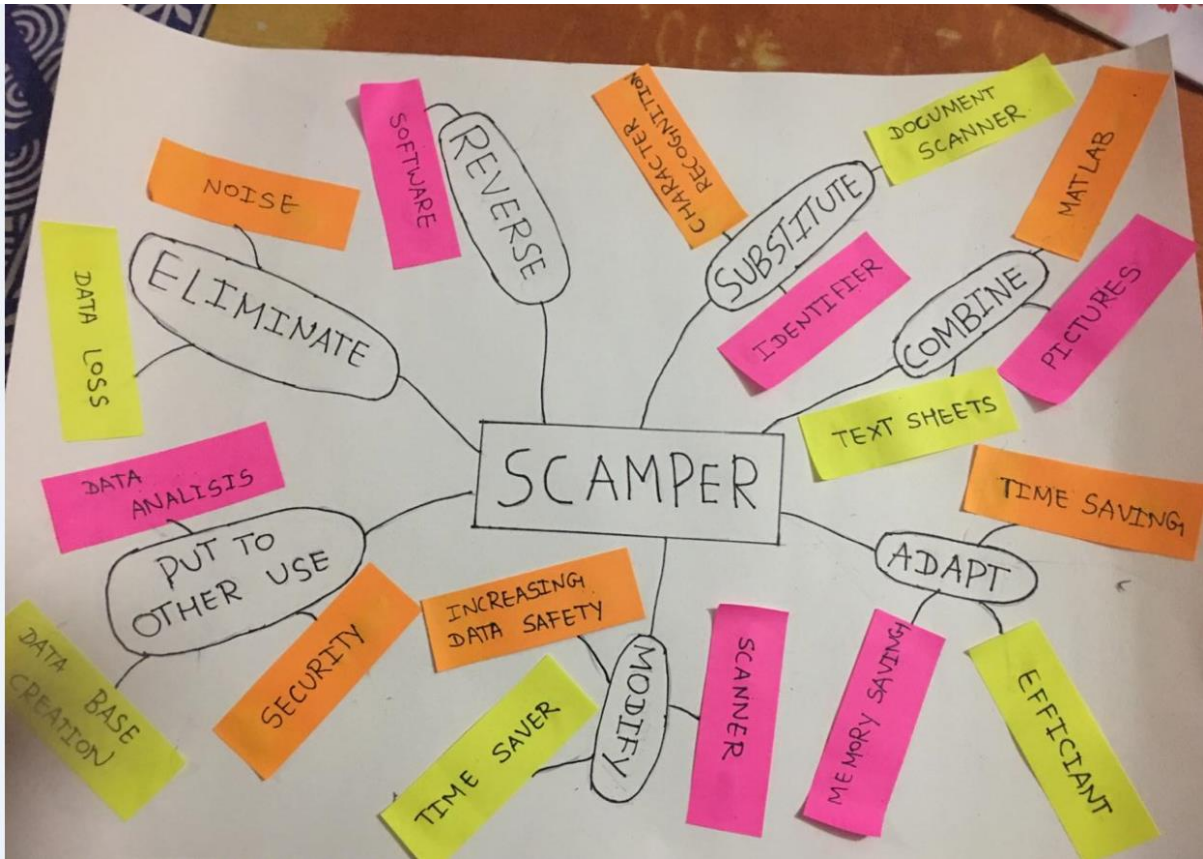 SCAMPER
SUBSTITUTE
CHARACTER
RECOGNITION
DOCUMENT
SCANNER
IDENTIFIER
COMBINE
MATLAB
PICTURES
TEXT SHEETS
ADAPT
TIME SAVING
MEMORY SAVING
EFFICIANT
MODIFY
INCREASING
DATA SAFETY
TIME SAVER
SCANNER
PUT TO
OTHER USE
DATA
ANALISIS
DATA BASE
CREATION
SECURITY
ELIMINATE
NOISE
DATA LOSS
REVERSE
SOFTWARE